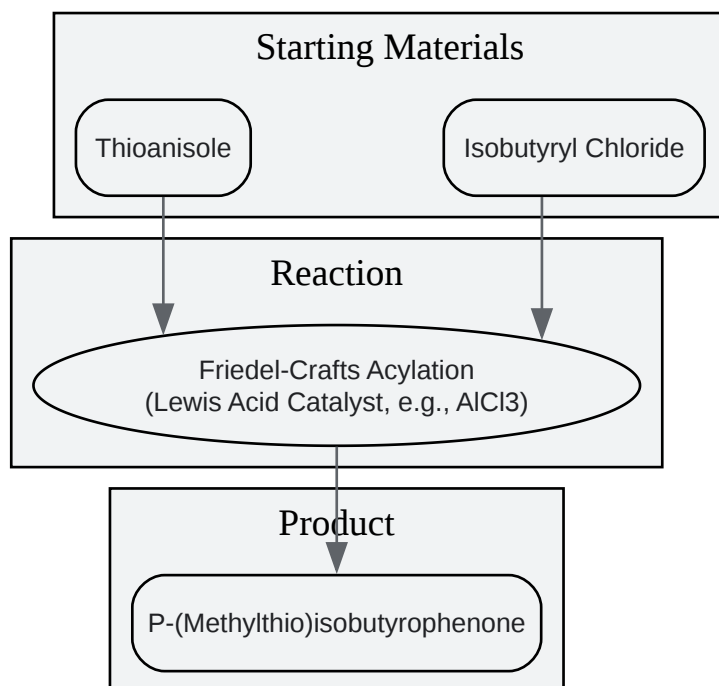 Starting Materials
Thioanisole
Isobutyryl Chloride
Reaction
Friedel-Crafts Acylation
(Lewis Acid Catalyst, e.g., AlCl3)
Product
P-(Methylthio)isobutyrophenone